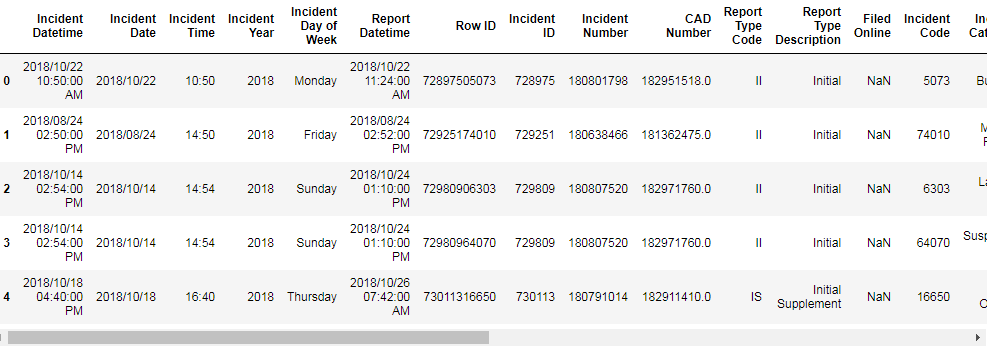 Incident Datetime Incident Date Incident Time Incident Year Incident Day of Week Report Datetime Row ID Incident ID Incident Number CAD Number Report Type Code Report Type Description Filed Online Incident Code
0 2018/10/22 10:50:00 AM 2018/10/22 10:50 2018 Monday 2018/10/22 11:24:00 AM 72897505073 728975 180801798 182951518.0 II Initial NaN 5073
1 2018/08/24 02:50:00 PM 2018/08/24 14:50 2018 Friday 2018/08/24 02:52:00 PM 72925174010 729251 180638466 181362475.0 II Initial NaN 74010
2 2018/10/14 02:54:00 PM 2018/10/14 14:54 2018 Sunday 2018/10/24 01:10:00 PM 72980906303 729809 180807520 182971760.0 II Initial NaN 6303
3 2018/10/14 02:54:00 PM 2018/10/14 14:54 2018 Sunday 2018/10/24 01:10:00 PM 72980964070 729809 180807520 182971760.0 II Initial NaN 64070
4 2018/10/18 04:40:00 PM 2018/10/18 16:40 2018 Thursday 2018/10/26 07:42:00 AM 73011316650 730113 180791014 182911410.0 IS Initial Supplement NaN 16650